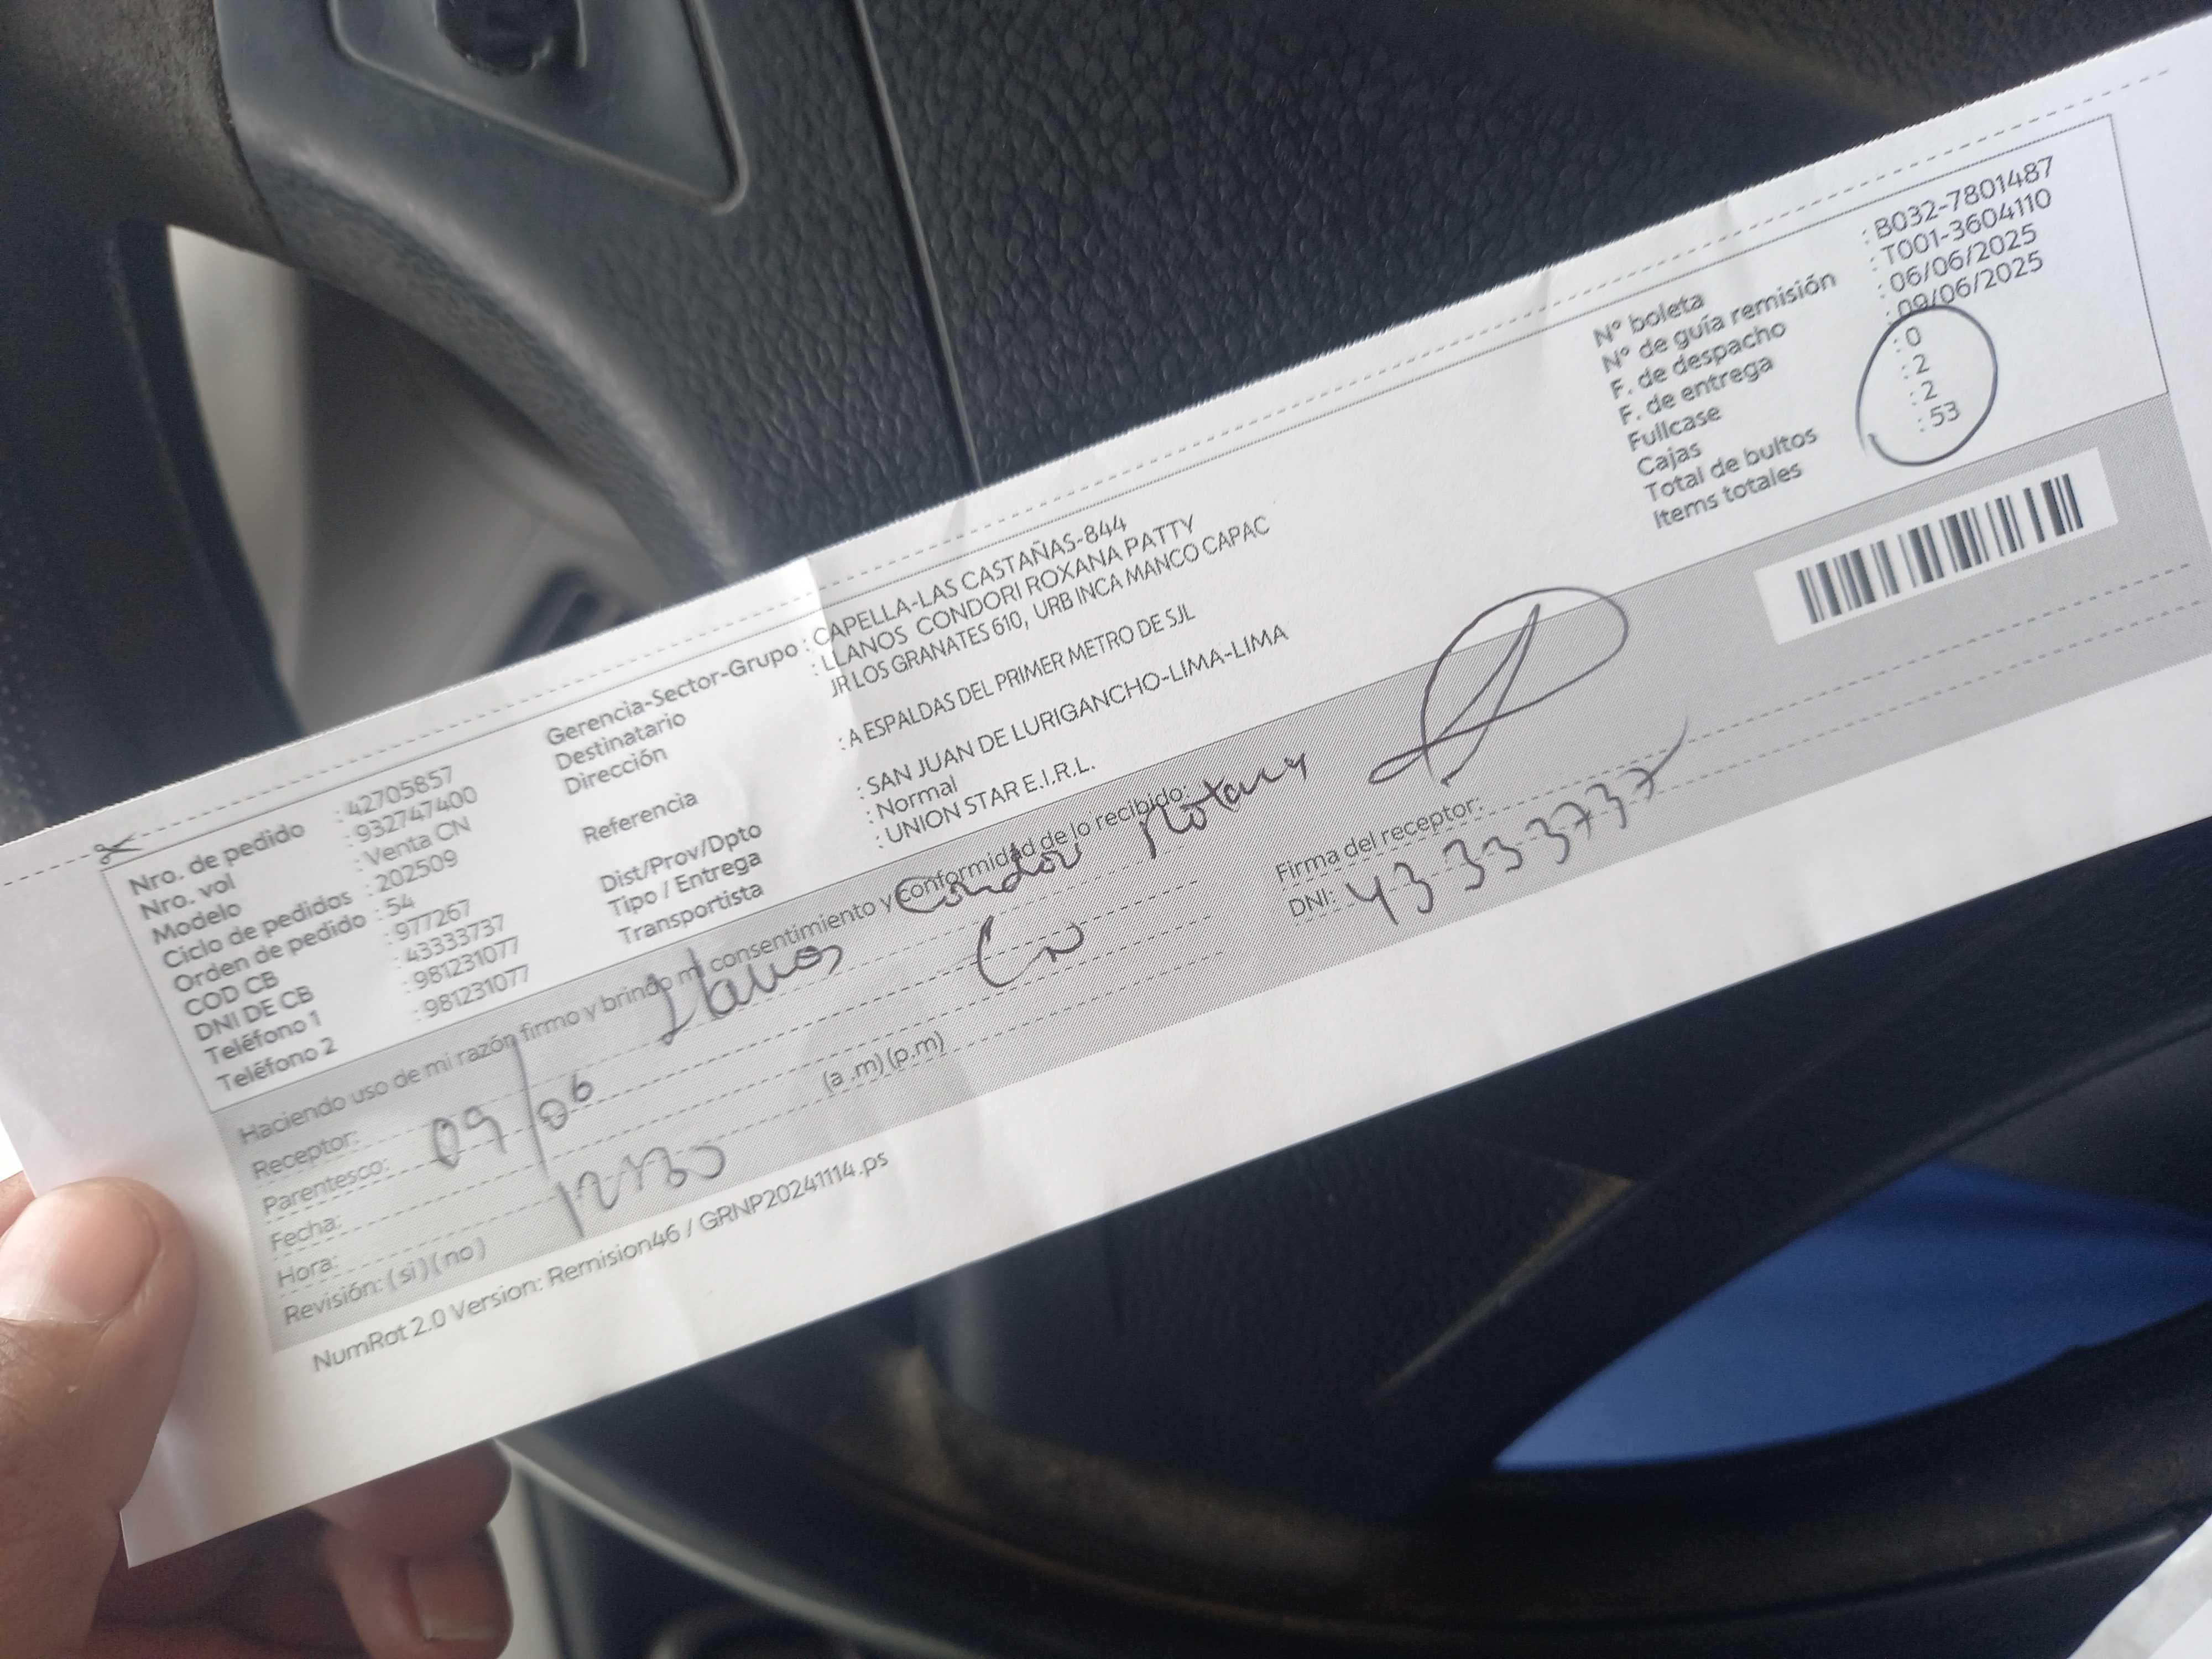 Nro. de pedido : 42705857
Nro. vol : 932747400
Modelo : Venta CN
Ciclo de pedidos : 202509
Orden de pedido : 54
COD CB : 977267
DNI DE CB : 43333737
Teléfono 1 : 981231077
Teléfono 2 : 981231077
Gerencia-Sector-Grupo : CAPELLA-LAS CASTAÑAS-844
Destinatario : LLANOS CONDORI ROXANA PATTY
Dirección JR LOS GRANATES 610, URB INCA MANCO CAPAC
Referencia : A ESPALDAS DEL PRIMER METRO DE SJL
Dist/Prov/Dpto : SAN JUAN DE LURIGANCHO-LIMA-LIMA
Tipo / Entrega : Normal
Transportista : UNION STAR E.I.R.L.
N° boleta : B032-7801487
N° de guía remisión : T001-3604110
F. de despacho : 06/06/2025
F. de entrega : 09/06/2025
Fullcase : 0
Cajas : 2
Total de bultos : 2
Items totales : 53
Haciendo uso de mi razón firmo y brindo mi consentimiento y conformidad de lo recibido:
Receptor: Llanos
Parentesco: Cn
Fecha: 09/06
Hora: (a .m) (p.m)
Revisión: (si) (no)
Firma del receptor:
DNI: 43333737
NumRot 2.0 Version: Remision46 / GRNP20241114.ps